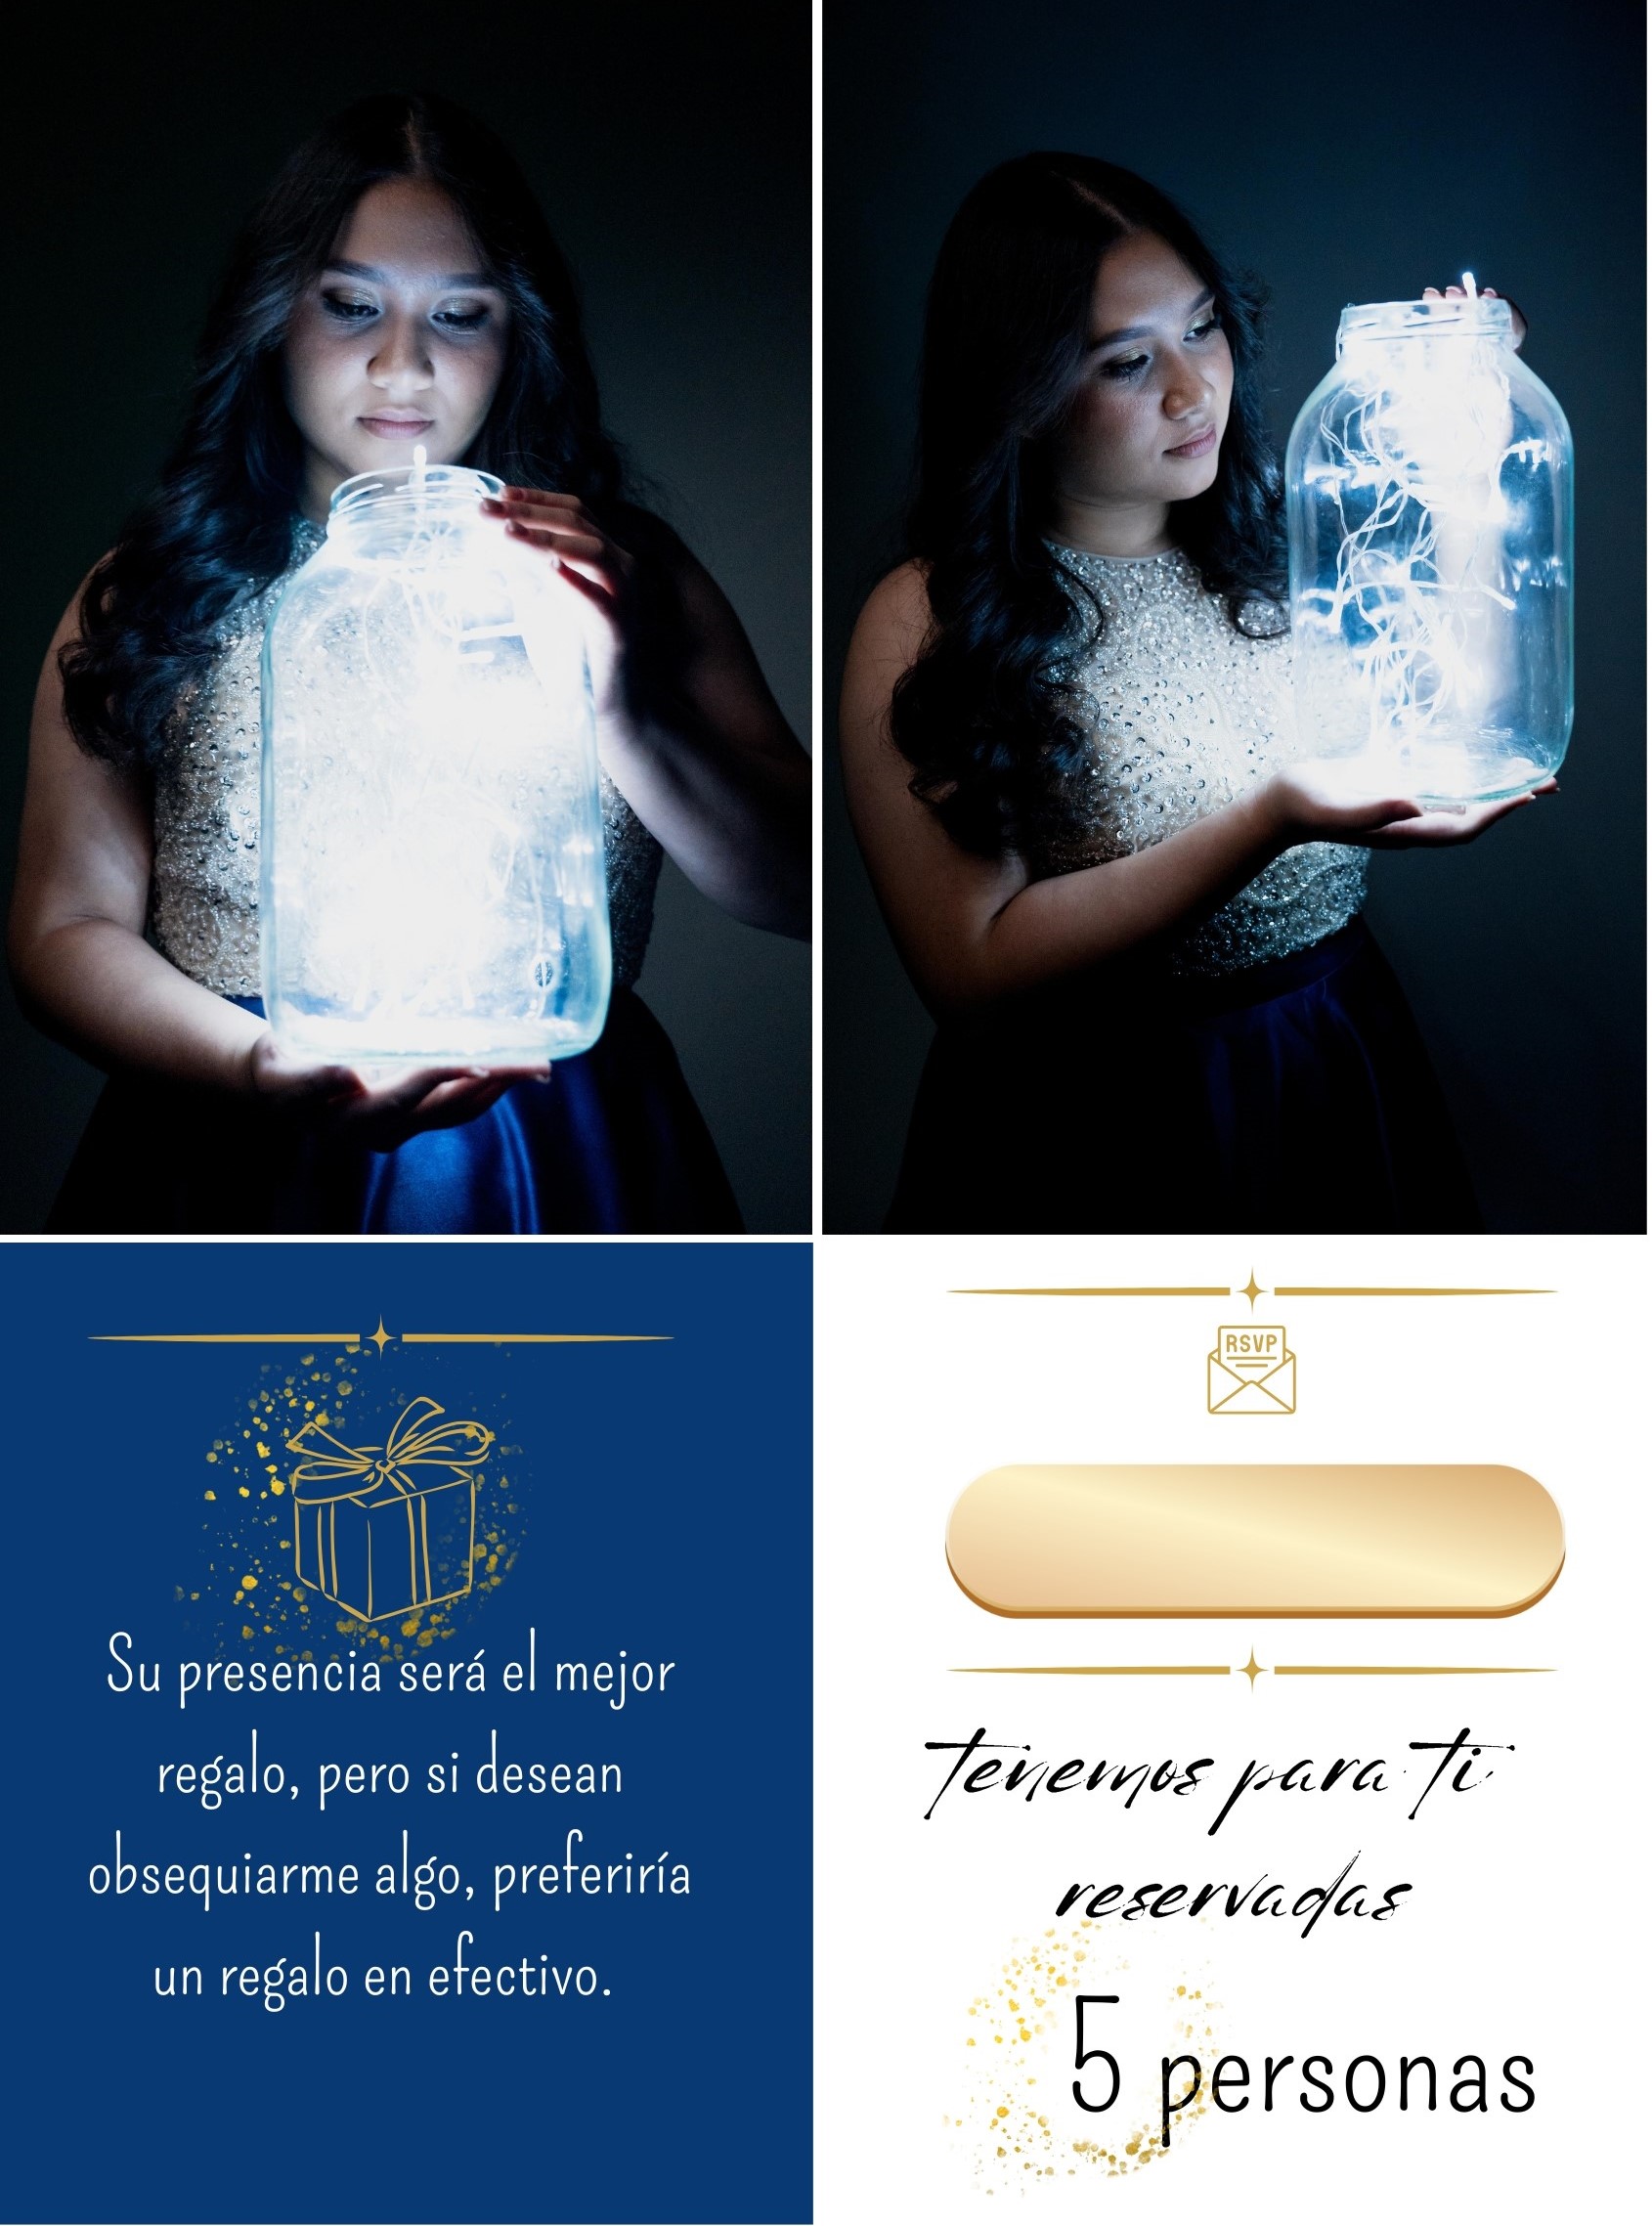 Su presencia será el mejor
regalo, pero si desean
obsequiarme algo, preferiría
un regalo en efectivo.
RSVP
tenemos para ti
reservadas
5 personas